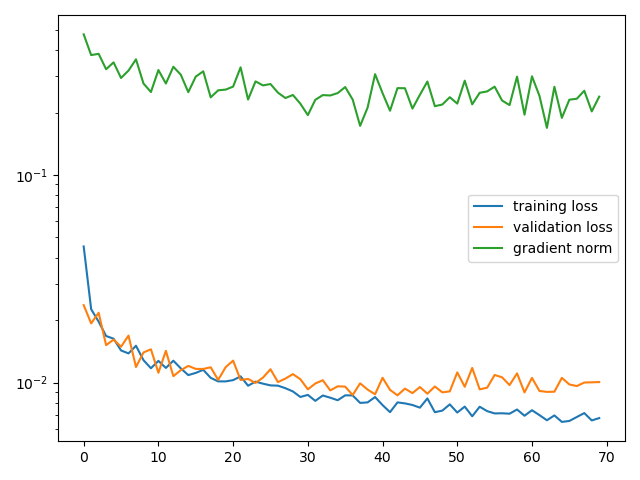 10⁻¹
10⁻²
training loss
validation loss
gradient norm
0 10 20 30 40 50 60 70